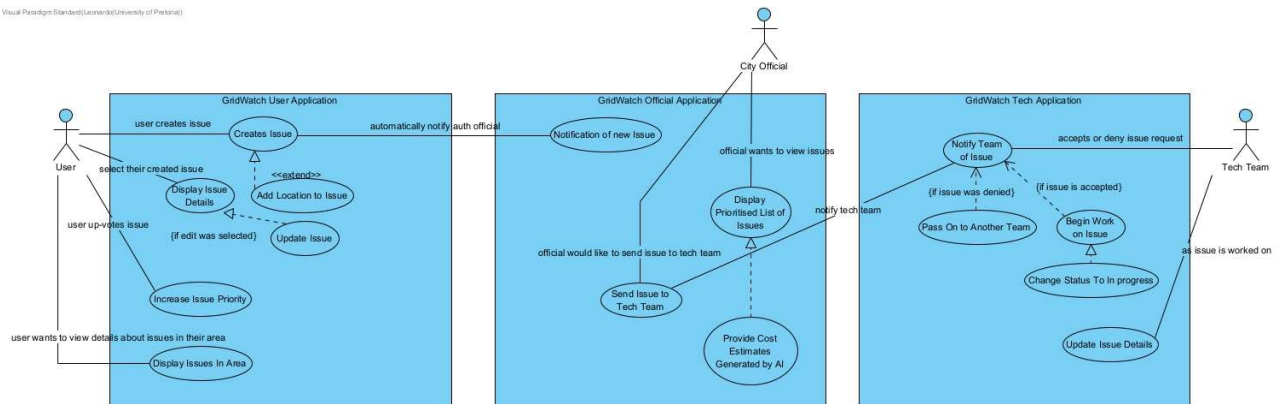 Visual Paradigm Standard(Leonardo(University of Pretoria))
City Official
GridWatch User Application
GridWatch Official Application
GridWatch Tech Application
User
user creates issue
Creates Issue
automatically notify auth official
Notification of new Issue
Notify Team
of Issue
accepts or deny issue request
Tech Team
select their created issue
<<extend>>
Add Location to Issue
Display Issue
Details
official wants to view issues
{if issue was denied}
{if issue is accepted}
Display
Prioritised List of
Issues
notify tech team
user up-votes issue
{if edit was selected}
Update Issue
Pass On to Another Team
Begin Work
on Issue
official would like to send issue to tech team
as issue is worked on
Change Status To In progress
Increase Issue Priority
Send Issue to
Tech Team
user wants to view details about issues in their area
Display Issues In Area
Provide Cost
Estimates
Generated by AI
Update Issue Details